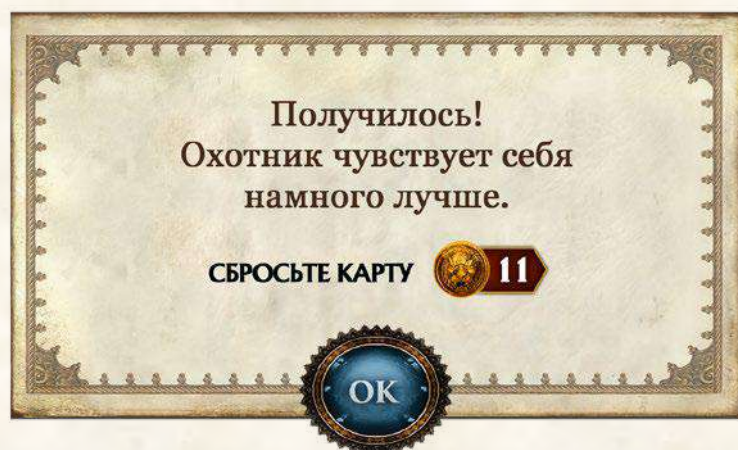 Получилось!
Охотник чувствует себя
намного лучше.
СБРОСЬТЕ КАРТУ 11
OK